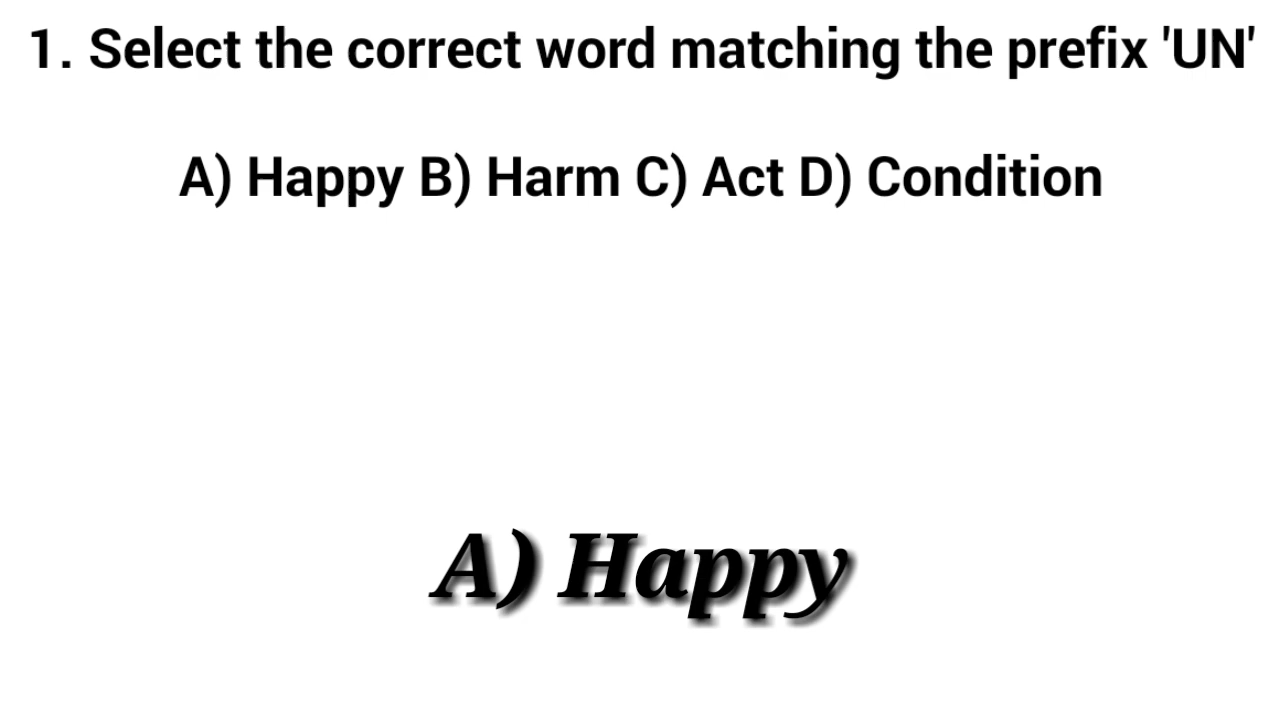 1. Select the correct word matching the prefix 'UN'
A) Happy B) Harm C) Act D) Condition
A) Happy